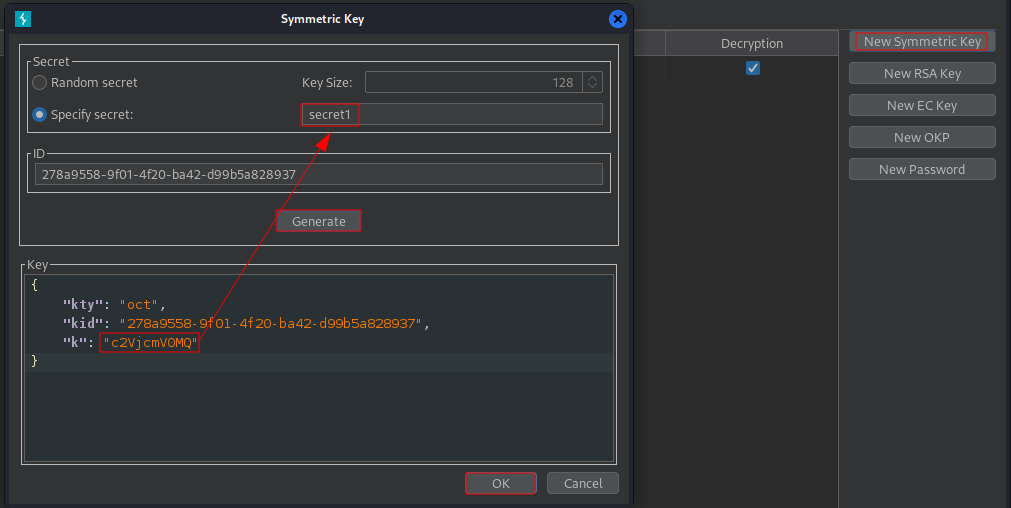 Symmetric Key
Secret
Random secret
Key Size:
128
Specify secret:
secret1
ID
278a9558-9f01-4f20-ba42-d99b5a828937
Generate
Key
{
"kty": "oct",
"kid": "278a9558-9f01-4f20-ba42-d99b5a828937",
"k": "c2VjcmV0MQ"
}
OK
Cancel
Decryption
New Symmetric Key
New RSA Key
New EC Key
New OKP
New Password